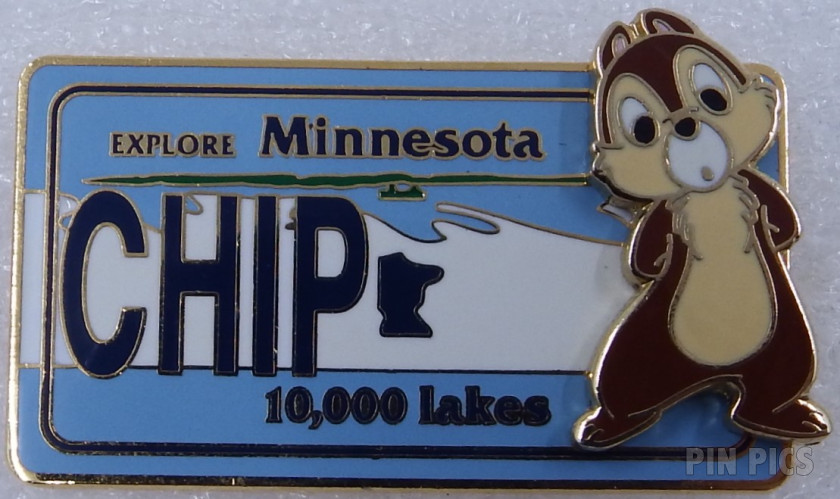 EXPLORE Minnesota
CHIP
10,000 lakes
PIN PICS